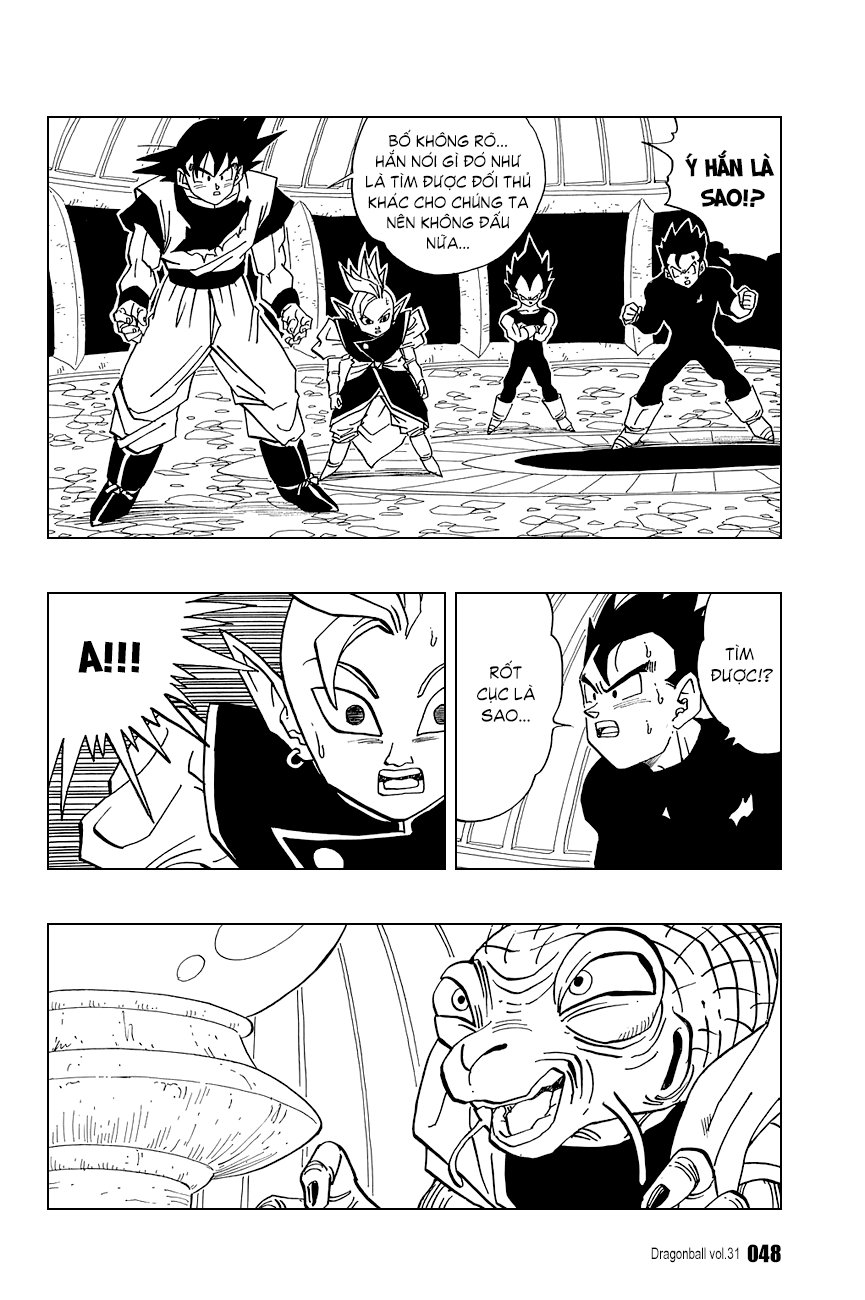 Ý HẮN LÀ
SAO!?
BỐ KHÔNG RÕ...
HẮN NÓI GÌ ĐÓ NHƯ
LÀ TÌM ĐƯỢC ĐỐI THỦ
KHÁC CHO CHÚNG TA
NÊN KHÔNG ĐẤU
NỮA...
TÌM
ĐƯỢC!?
RỐT
CỤC LÀ
SAO...
A!!!
Dragonball vol.31 048